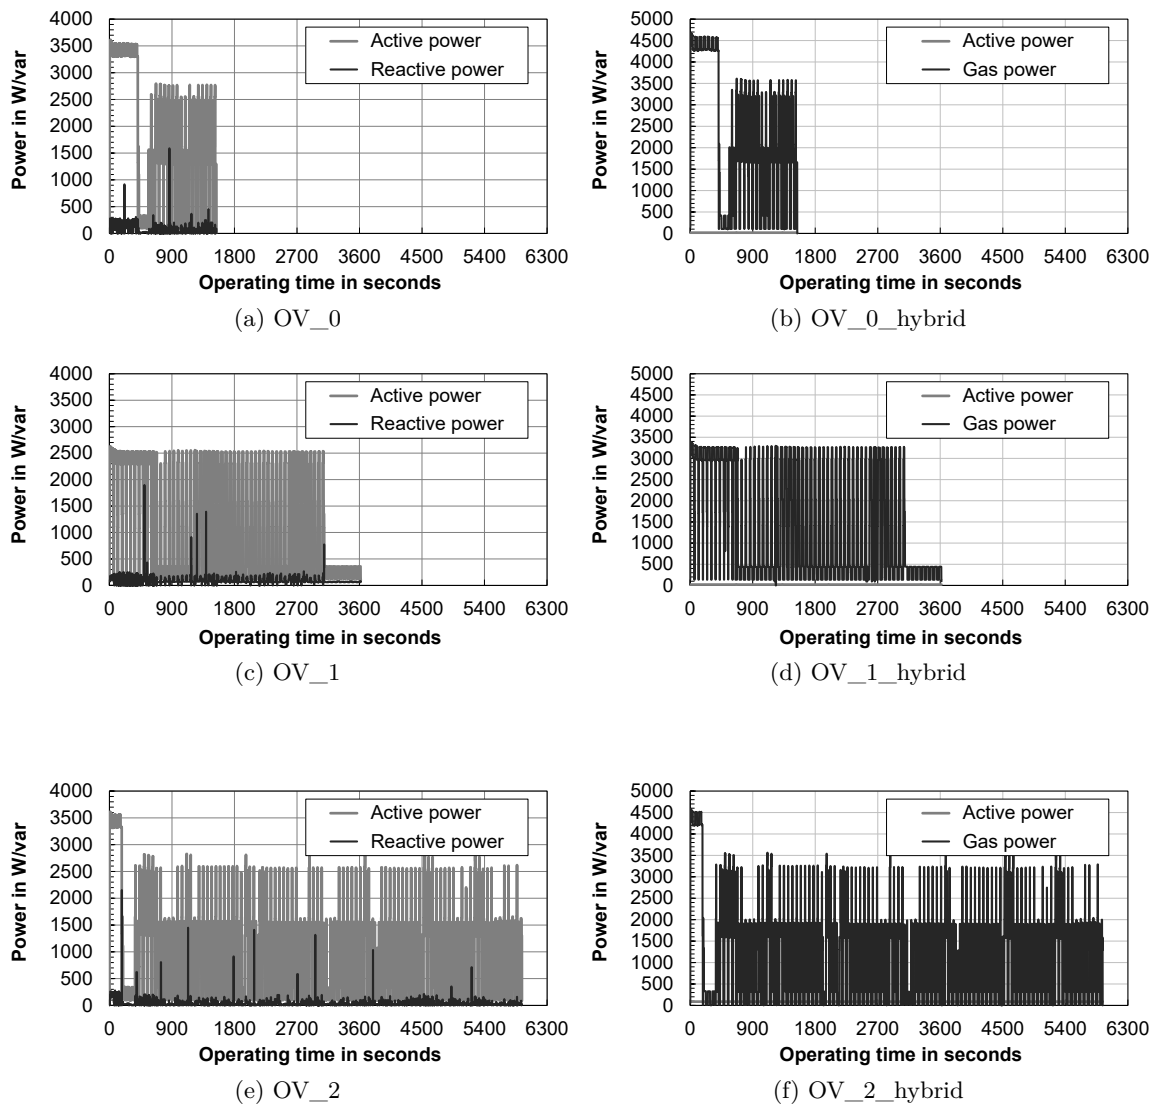 Power in W/var
4000
3500
3000
2500
2000
1500
1000
500
0
Active power
Reactive power
0 900 1800 2700 3600 4500 5400 6300
Operating time in seconds
(a) OV_0
Power in W/var
5000
4500
4000
3500
3000
2500
2000
1500
1000
500
0
Active power
Gas power
0 900 1800 2700 3600 4500 5400 6300
Operating time in seconds
(b) OV_0_hybrid
Power in W/var
4000
3500
3000
2500
2000
1500
1000
500
0
Active power
Reactive power
0 900 1800 2700 3600 4500 5400 6300
Operating time in seconds
(c) OV_1
Power in W/var
5000
4500
4000
3500
3000
2500
2000
1500
1000
500
0
Active power
Gas power
0 900 1800 2700 3600 4500 5400 6300
Operating time in seconds
(d) OV_1_hybrid
Power in W/var
4000
3500
3000
2500
2000
1500
1000
500
0
Active power
Reactive power
0 900 1800 2700 3600 4500 5400 6300
Operating time in seconds
(e) OV_2
Power in W/var
5000
4500
4000
3500
3000
2500
2000
1500
1000
500
0
Active power
Gas power
0 900 1800 2700 3600 4500 5400 6300
Operating time in seconds
(f) OV_2_hybrid